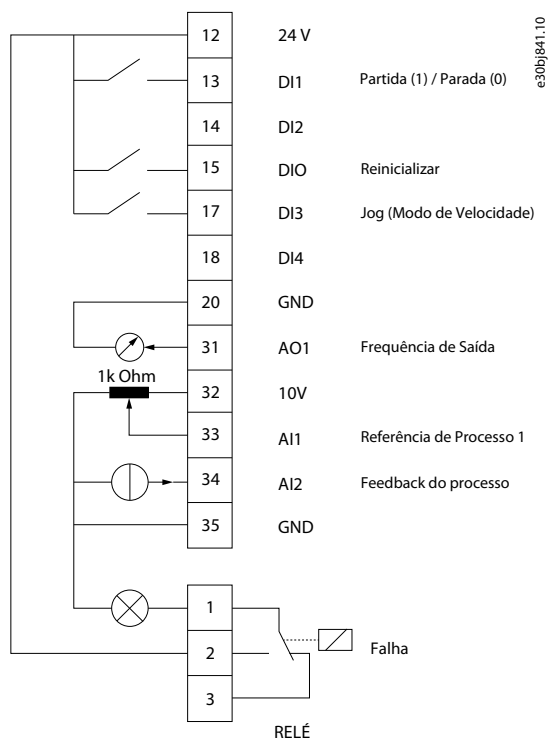 e30bj841.10
12 24 V
13 DI1 Partida (1) / Parada (0)
14 DI2
15 DIO Reinicializar
17 DI3 Jog (Modo de Velocidade)
18 DI4
20 GND
31 AO1 Frequência de Saída
1k Ohm
32 10V
33 AI1 Referência de Processo 1
34 AI2 Feedback do processo
35 GND
1
2
Falha
3
RELÉ